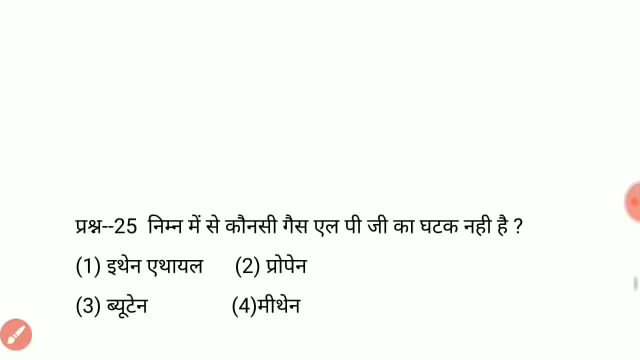 प्रश्न--25 निम्न में से कौनसी गैस एल पी जी का घटक नही है ?
(1) इथेन एथायल (2) प्रोपेन
(3) ब्यूटेन (4)मीथेन